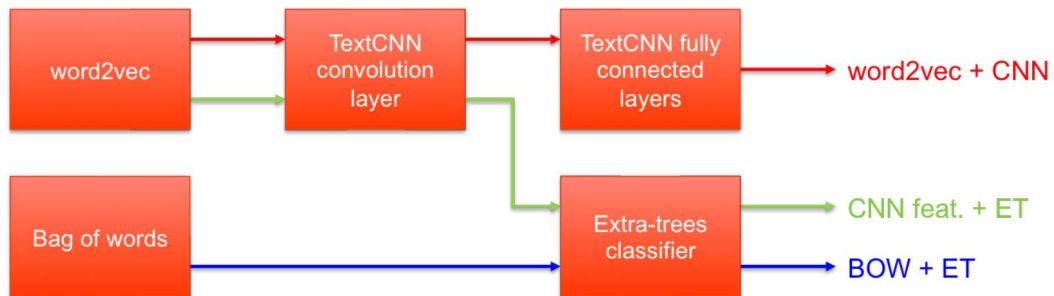 word2vec
TextCNN
convolution
layer
TextCNN fully
connected
layers
word2vec + CNN
Bag of words
Extra-trees
classifier
CNN feat. + ET
BOW + ET